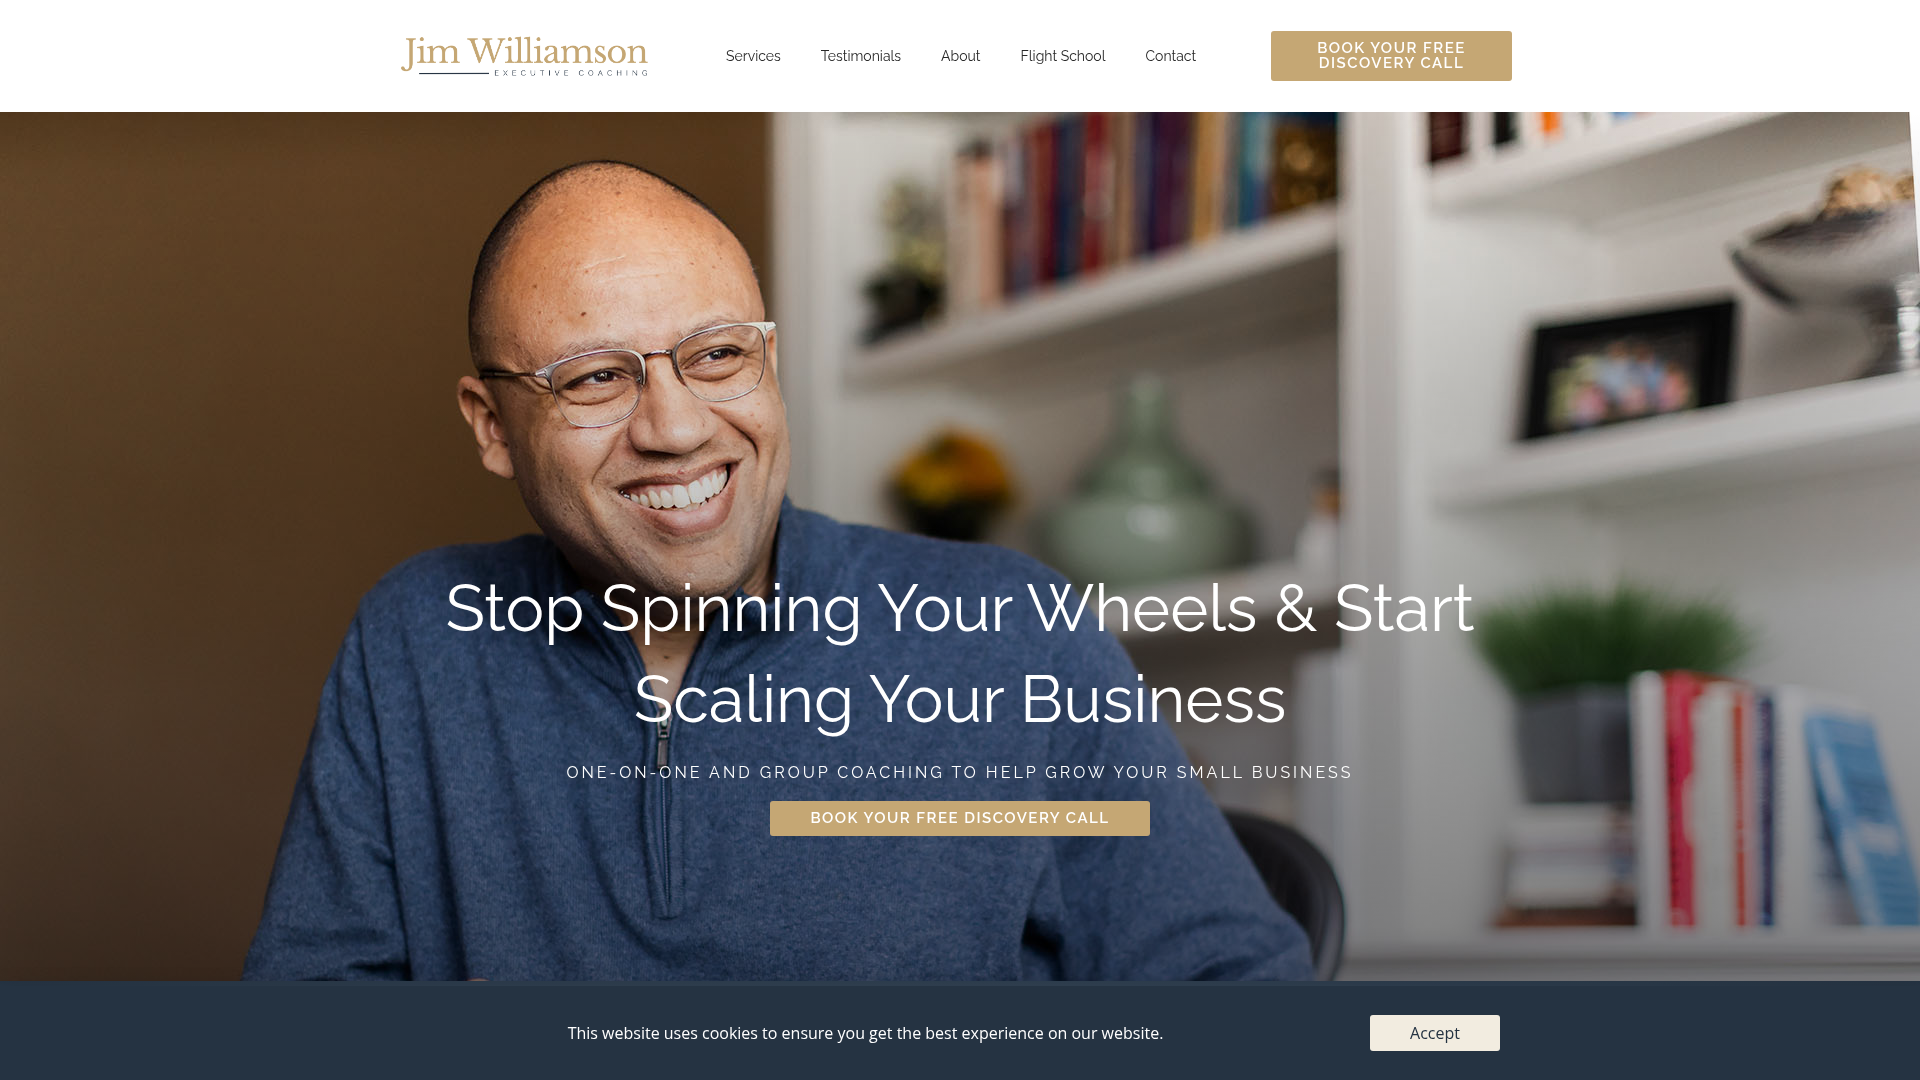 Jim Williamson
EXECUTIVE COACHING
Services
Testimonials
About
Flight School
Contact
BOOK YOUR FREE
DISCOVERY CALL
Stop Spinning Your Wheels & Start
Scaling Your Business
ONE-ON-ONE AND GROUP COACHING TO HELP GROW YOUR SMALL BUSINESS
BOOK YOUR FREE DISCOVERY CALL
This website uses cookies to ensure you get the best experience on our website.
Accept